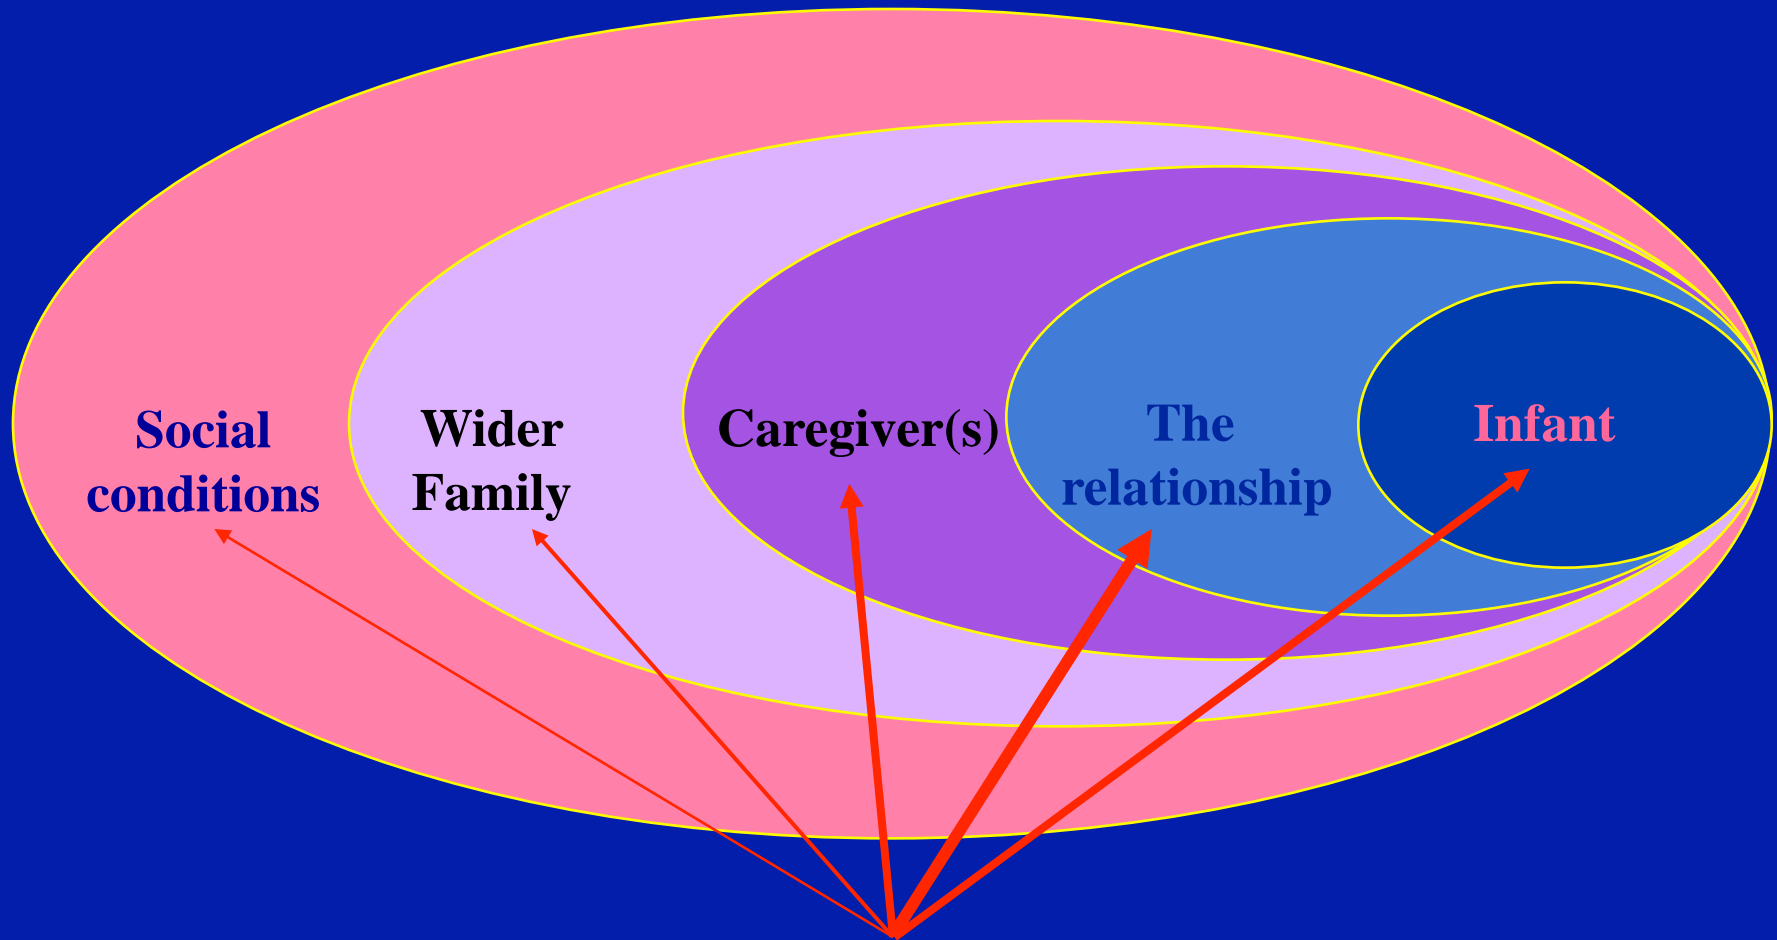 Social
conditions
Wider
Family
Caregiver(s)
The
relationship
Infant